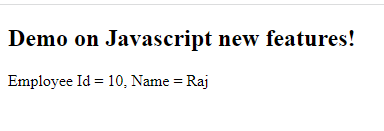 Demo on Javascript new features!
Employee Id = 10, Name = Raj